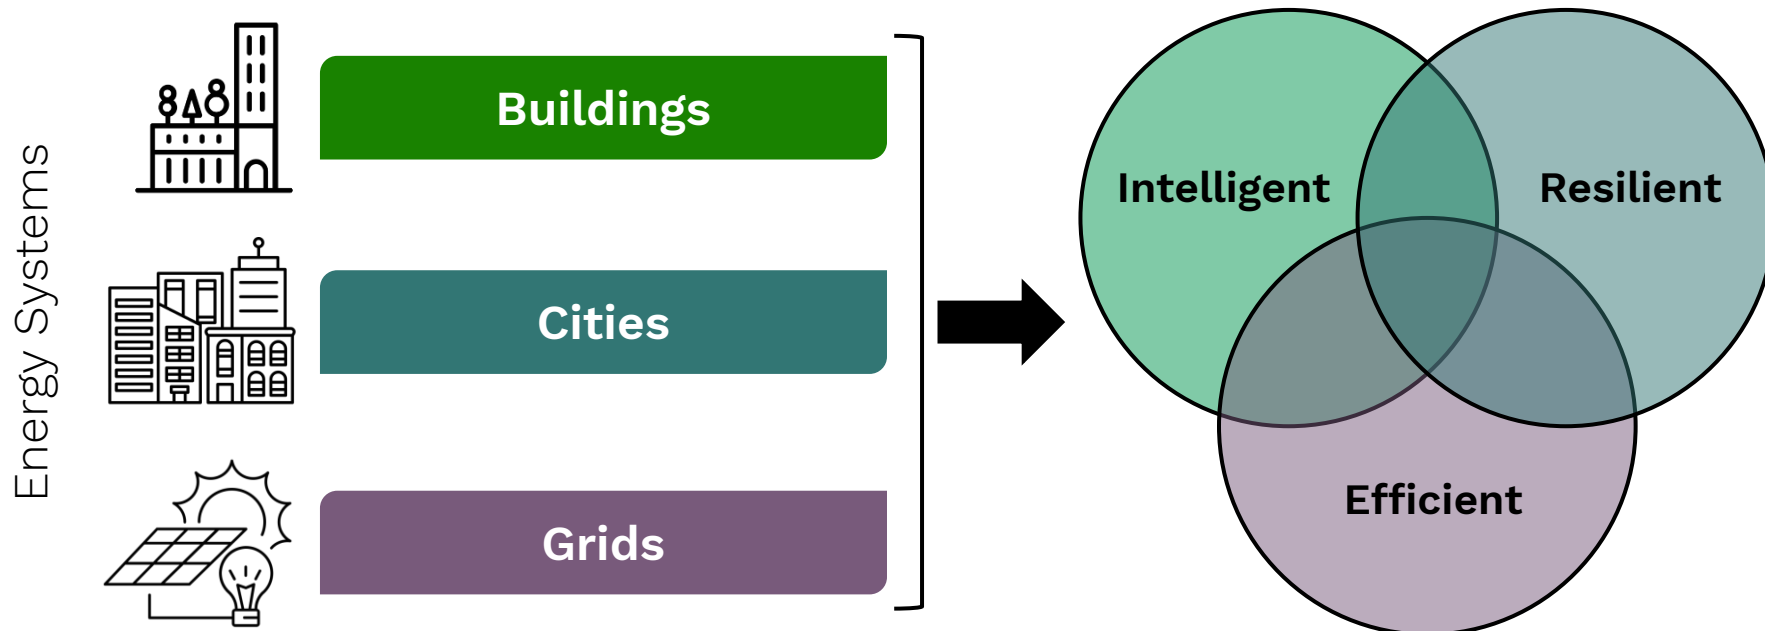 Energy Systems
Buildings
Cities
Grids
Intelligent
Resilient
Efficient